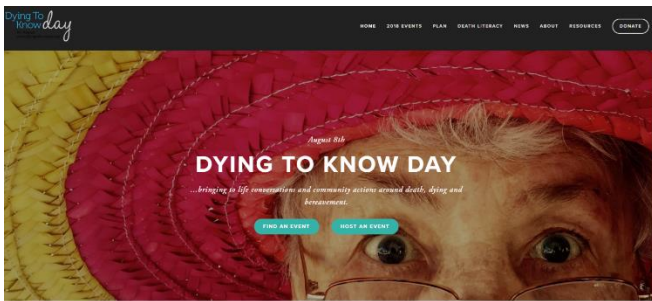 Dying To
Know day
HOME 2018 EVENTS PLAN DEATH LITERACY NEWS ABOUT RESOURCES DONATE
August 8th
DYING TO KNOW DAY
...bringing to life conversations and community actions around death, dying and
bereavement.
FIND AN EVENT HOST AN EVENT